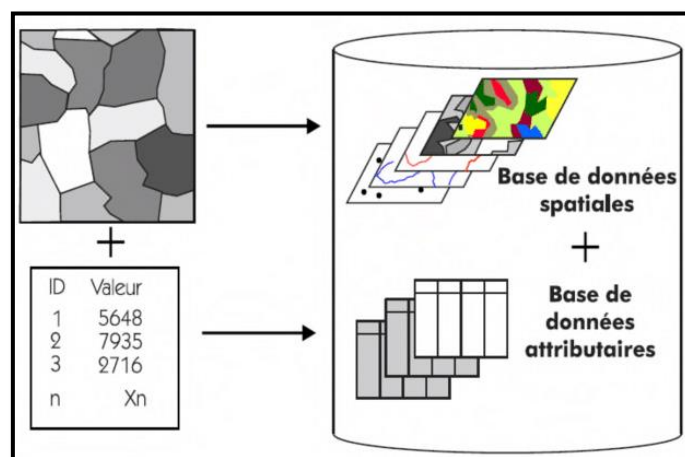 ID Valeur
1 5648
2 7935
3 2716
n Xn
+
Base de données
spatiales
+
Base de
données
attributaires